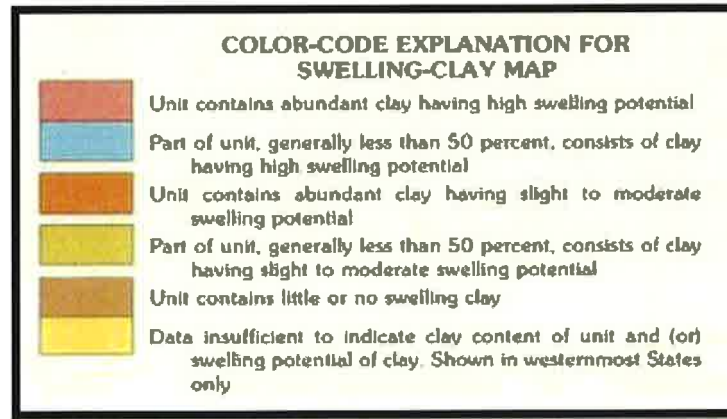 COLOR-CODE EXPLANATION FOR
SWELLING-CLAY MAP
Unit contains abundant clay having high swelling potential
Part of unit, generally less than 50 percent, consists of clay
having high swelling potential
Unit contains abundant clay having slight to moderate
swelling potential
Part of unit, generally less than 50 percent, consists of clay
having slight to moderate swelling potential
Unit contains little or no swelling clay
Data insufficient to indicate clay content of unit and (or)
swelling potential of clay. Shown in westernmost States
only